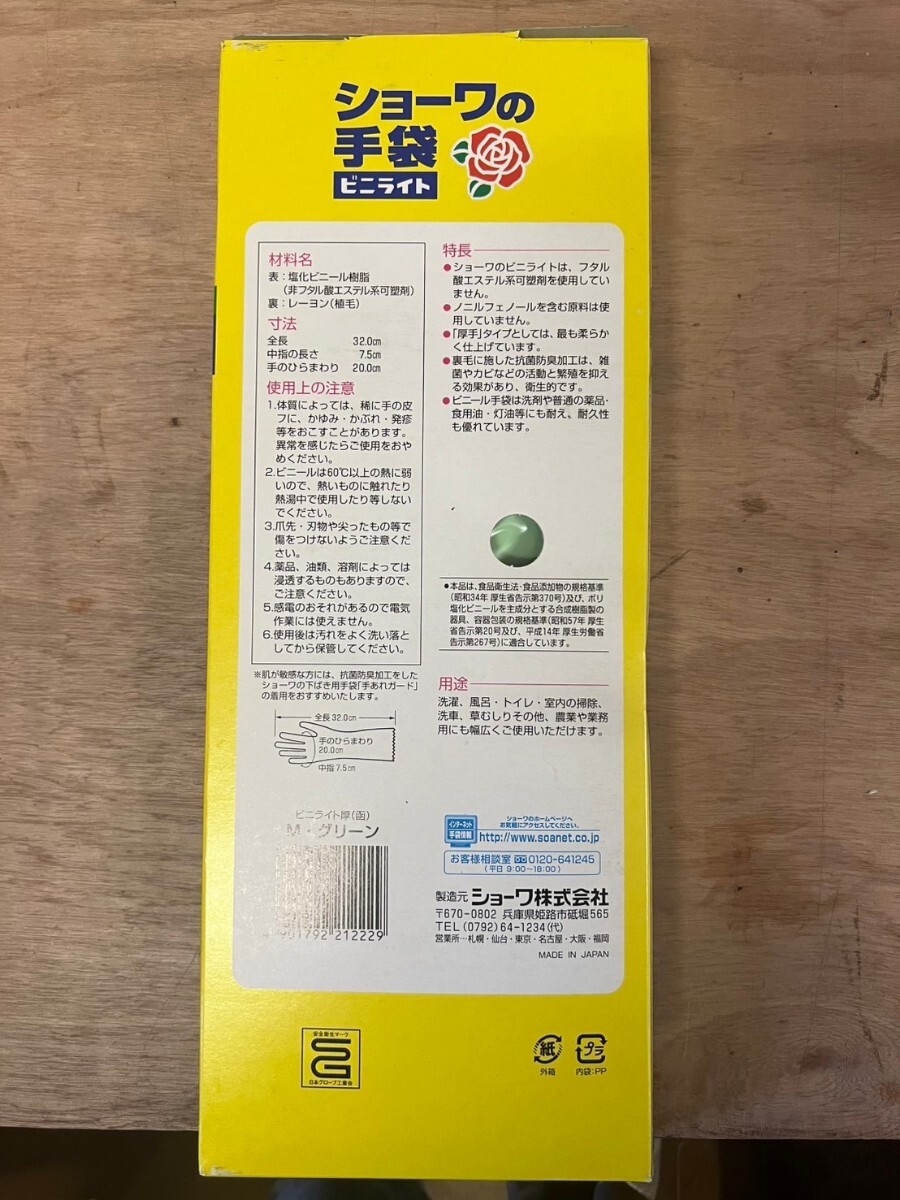 ショーワの
手袋
ビニライト
材料名
表：塩化ビニール樹脂
（非フタル酸エステル系可塑剤）
裏：レーヨン（植毛）
寸法
全長 32.0㎝
中指の長さ 7.5㎝
手のひらまわり 20.0㎝
使用上の注意
1.体質によっては、稀に手の皮
フに、かゆみ・かぶれ・発疹
等をおこすことがあります。
異常を感じたらご使用をおや
めください。
2.ビニールは60℃以上の熱に弱
いので、熱いものに触れたり
熱湯中で使用したり等しない
でください。
3.爪先・刃物や尖ったもの等で
傷をつけないようご注意くだ
さい。
4.薬品、油類、溶剤によっては
浸透するものもありますので、
ご注意ください。
5.感電のおそれがあるので電気
作業には使えません。
6.使用後は汚れをよく洗い落と
してから保管してください。
※肌が敏感な方には、抗菌防臭加工をした
ショーワの下ばき用手袋「手あれガード」
の着用をおすすめいたします。
全長32.0㎝
手のひらまわり
20.0㎝
中指7.5㎝
ビニライト厚（函）
M・グリーン
4 901792 212229
特長
●ショーワのビニライトは、フタル
酸エステル系可塑剤を使用してい
ません。
●ノニルフェノールを含む原料は使
用していません。
●「厚手」タイプとしては、最も柔らか
く仕上げています。
●裏毛に施した抗菌防臭加工は、雑
菌やカビなどの活動と繁殖を抑え
る効果があり、衛生的です。
●ビニール手袋は洗剤や普通の薬品・
食用油・灯油等にも耐え、耐久性
も優れています。
●本品は、食品衛生法・食品添加物の規格基準
（昭和34年 厚生省告示第370号）及び、ポリ
塩化ビニールを主成分とする合成樹脂製の
器具、容器包装の規格基準（昭和57年 厚生
省告示第20号及び、平成14年 厚生労働省
告示第267号）に適合しています。
用途
洗濯、風呂・トイレ・室内の掃除、
洗車、草むしりその他、農業や業務
用にも幅広くご使用いただけます。
インターネット
手袋情報
ショーワのホームページへ
お気軽にアクセスしてください。
http://www.soanet.co.jp
お客様相談室 0120-641245
（平日 9:00〜18:00）
製造元 ショーワ株式会社
〒670-0802 兵庫県姫路市砥堀565
TEL（0792）64-1234（代）
営業所…札幌・仙台・東京・名古屋・大阪・福岡
MADE IN JAPAN
安全衛生マーク
SG
日本グローブ工業会
紙
外箱
プラ
内袋:PP